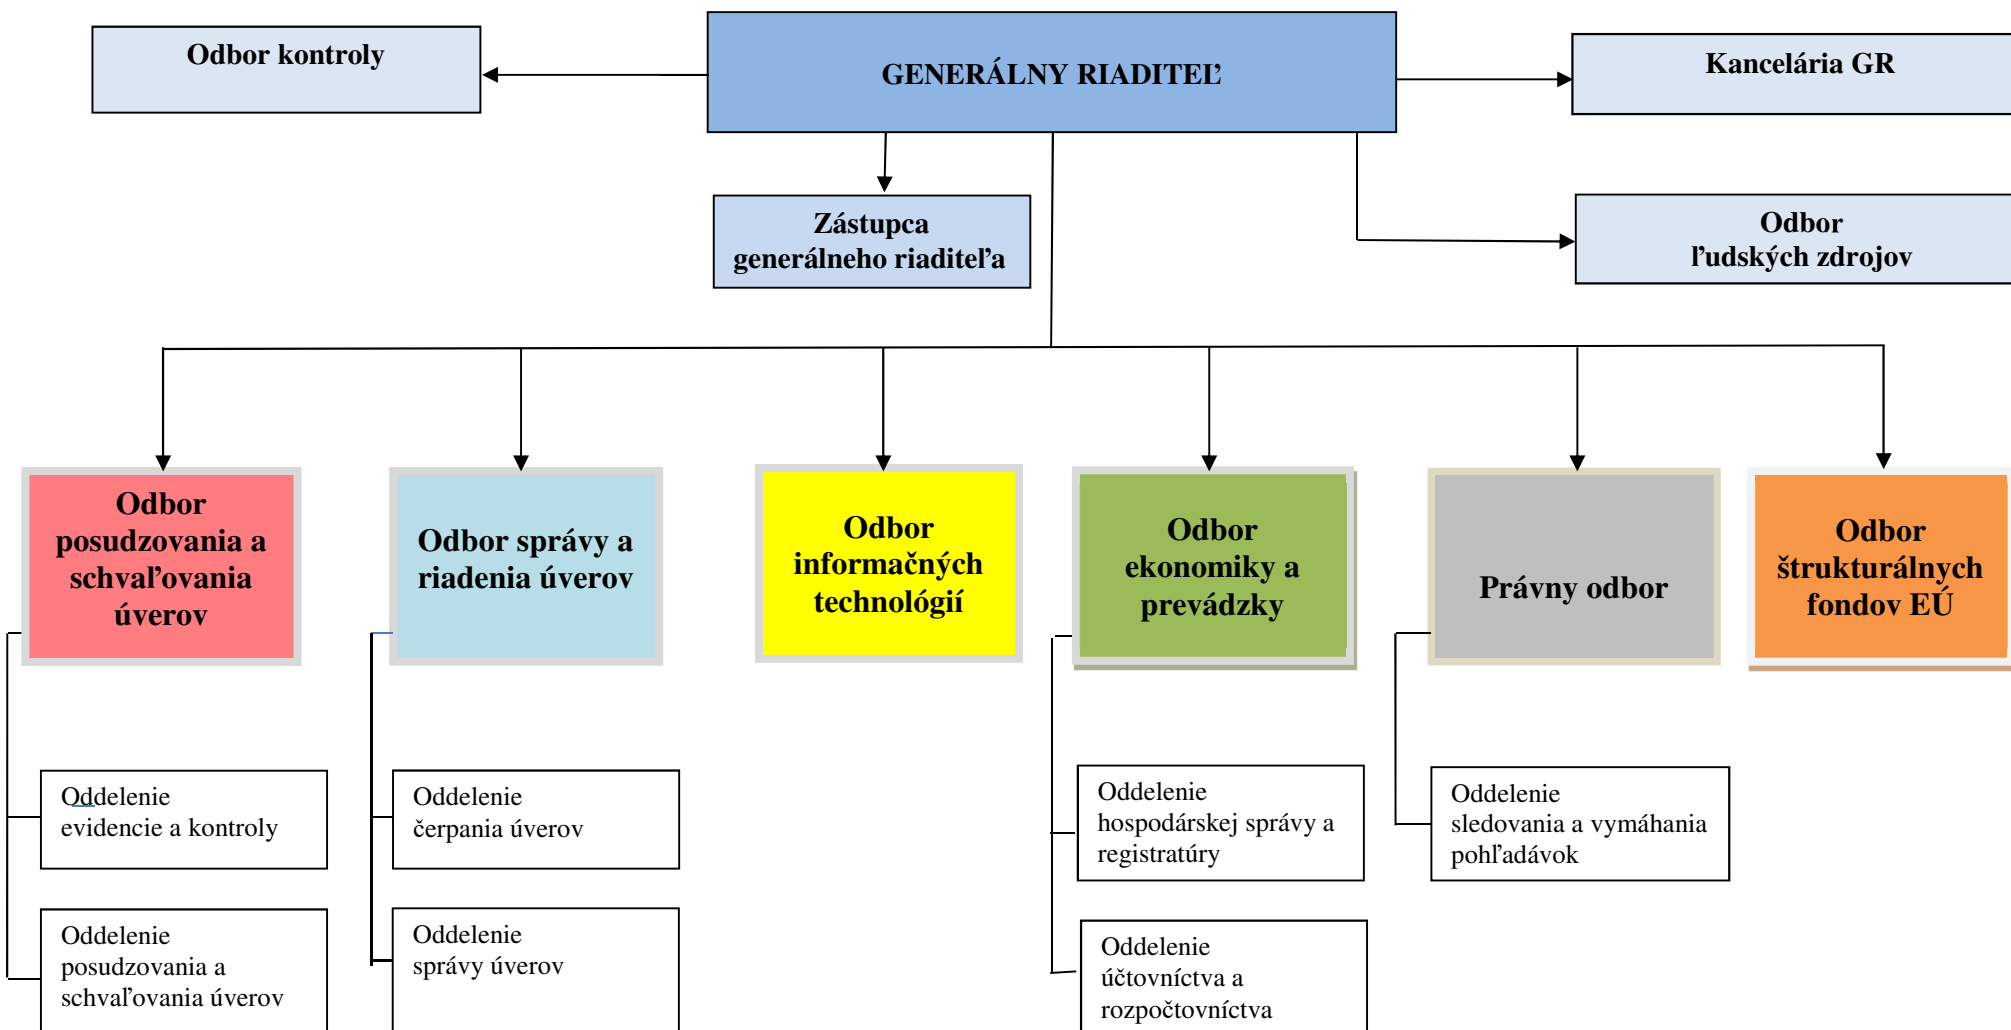 Odbor kontroly
GENERÁLNY RIADITEĽ
Kancelária GR
Zástupca
generálneho riaditeľa
Odbor
ľudských zdrojov
Odbor
posudzovania a
schvaľovania
úverov
Odbor správy a
riadenia úverov
Odbor
informačných
technológií
Odbor
ekonomiky a
prevádzky
Právny odbor
Odbor
štrukturálnych
fondov EÚ
Oddelenie
evidencie a kontroly
Oddelenie
čerpania úverov
Oddelenie
hospodárskej správy a
registratúry
Oddelenie
sledovania a vymáhania
pohľadávok
Oddelenie
posudzovania a
schvaľovania úverov
Oddelenie
správy úverov
Oddelenie
účtovníctva a
rozpočtovníctva